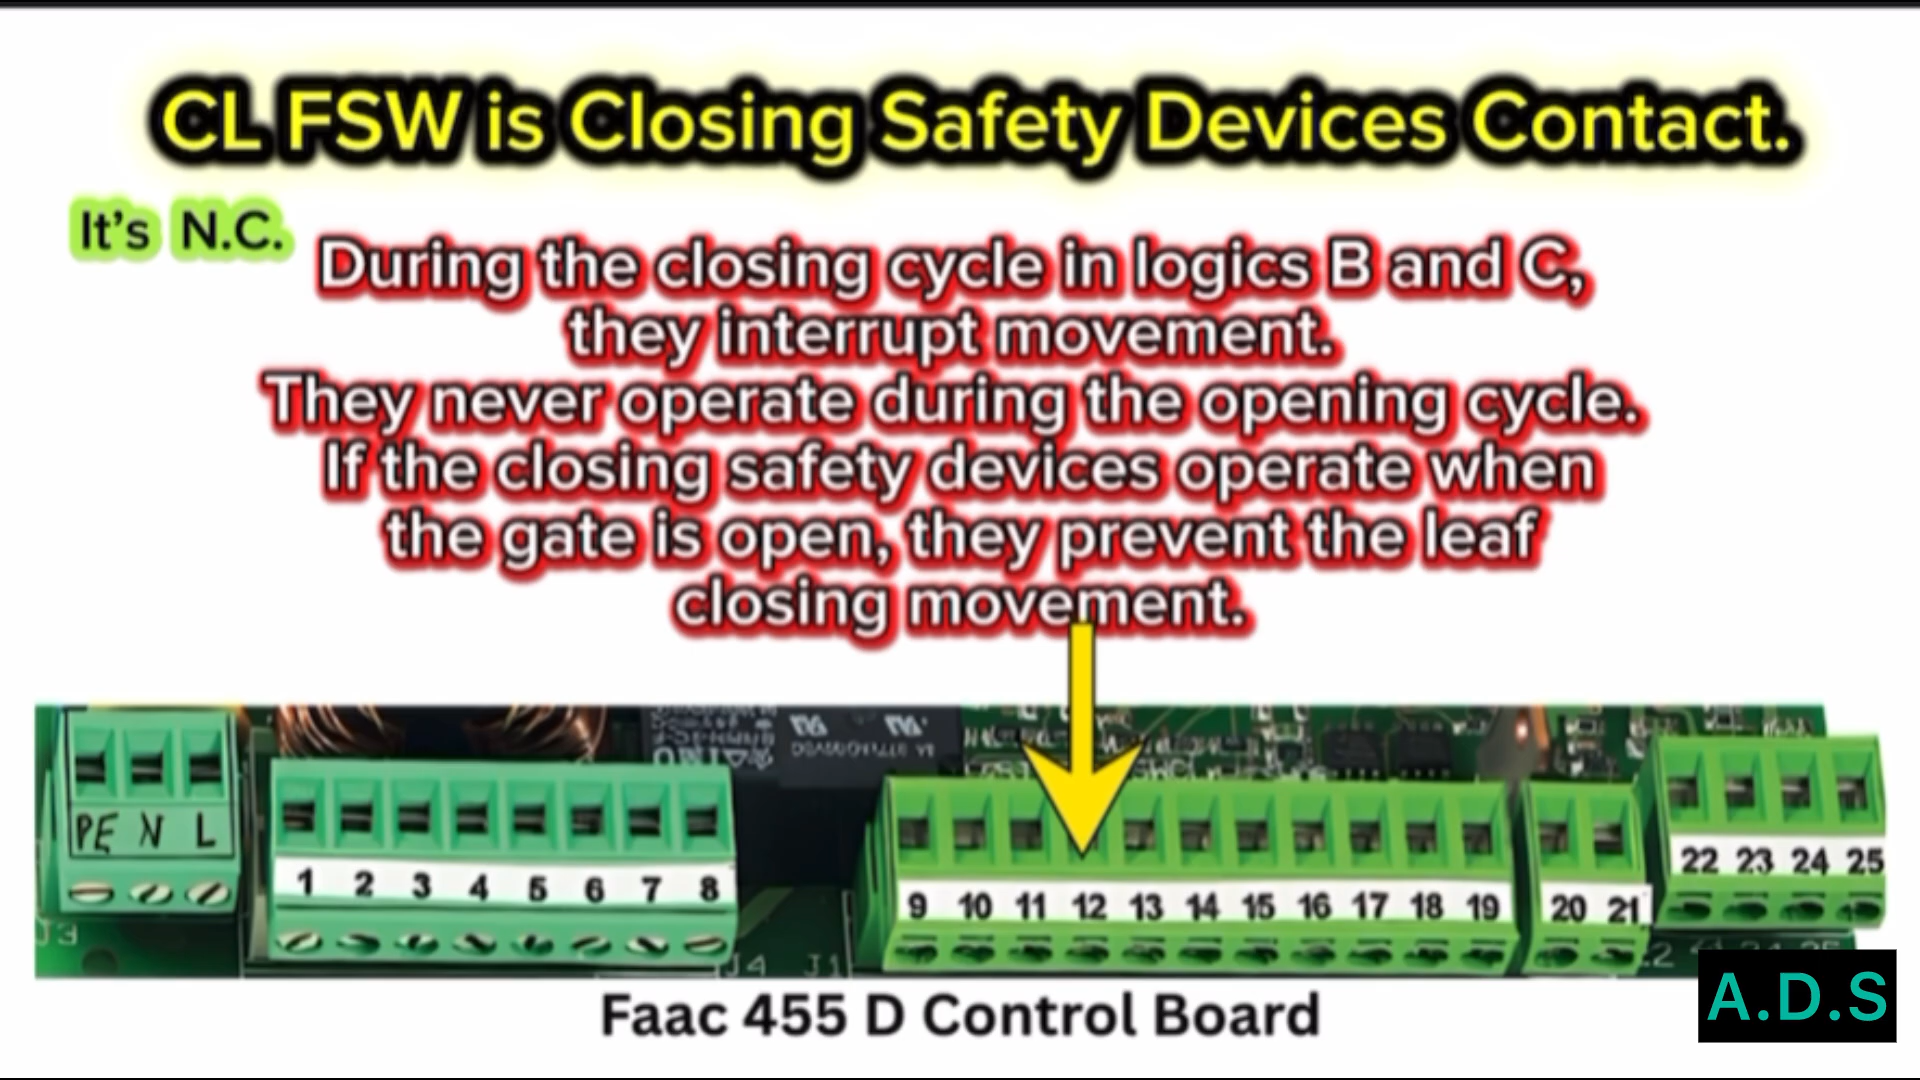 CL FSW is Closing Safety Devices Contact.
It's N.C.
During the closing cycle in logics B and C,
they interrupt movement.
They never operate during the opening cycle.
If the closing safety devices operate when
the gate is open, they prevent the leaf
closing movement.
PE N L
1 2 3 4 5 6 7 8
9 10 11 12 13 14 15 16 17 18 19
20 21
22 23 24 25
J3
J4 J1
Faac 455 D Control Board
A.D.S